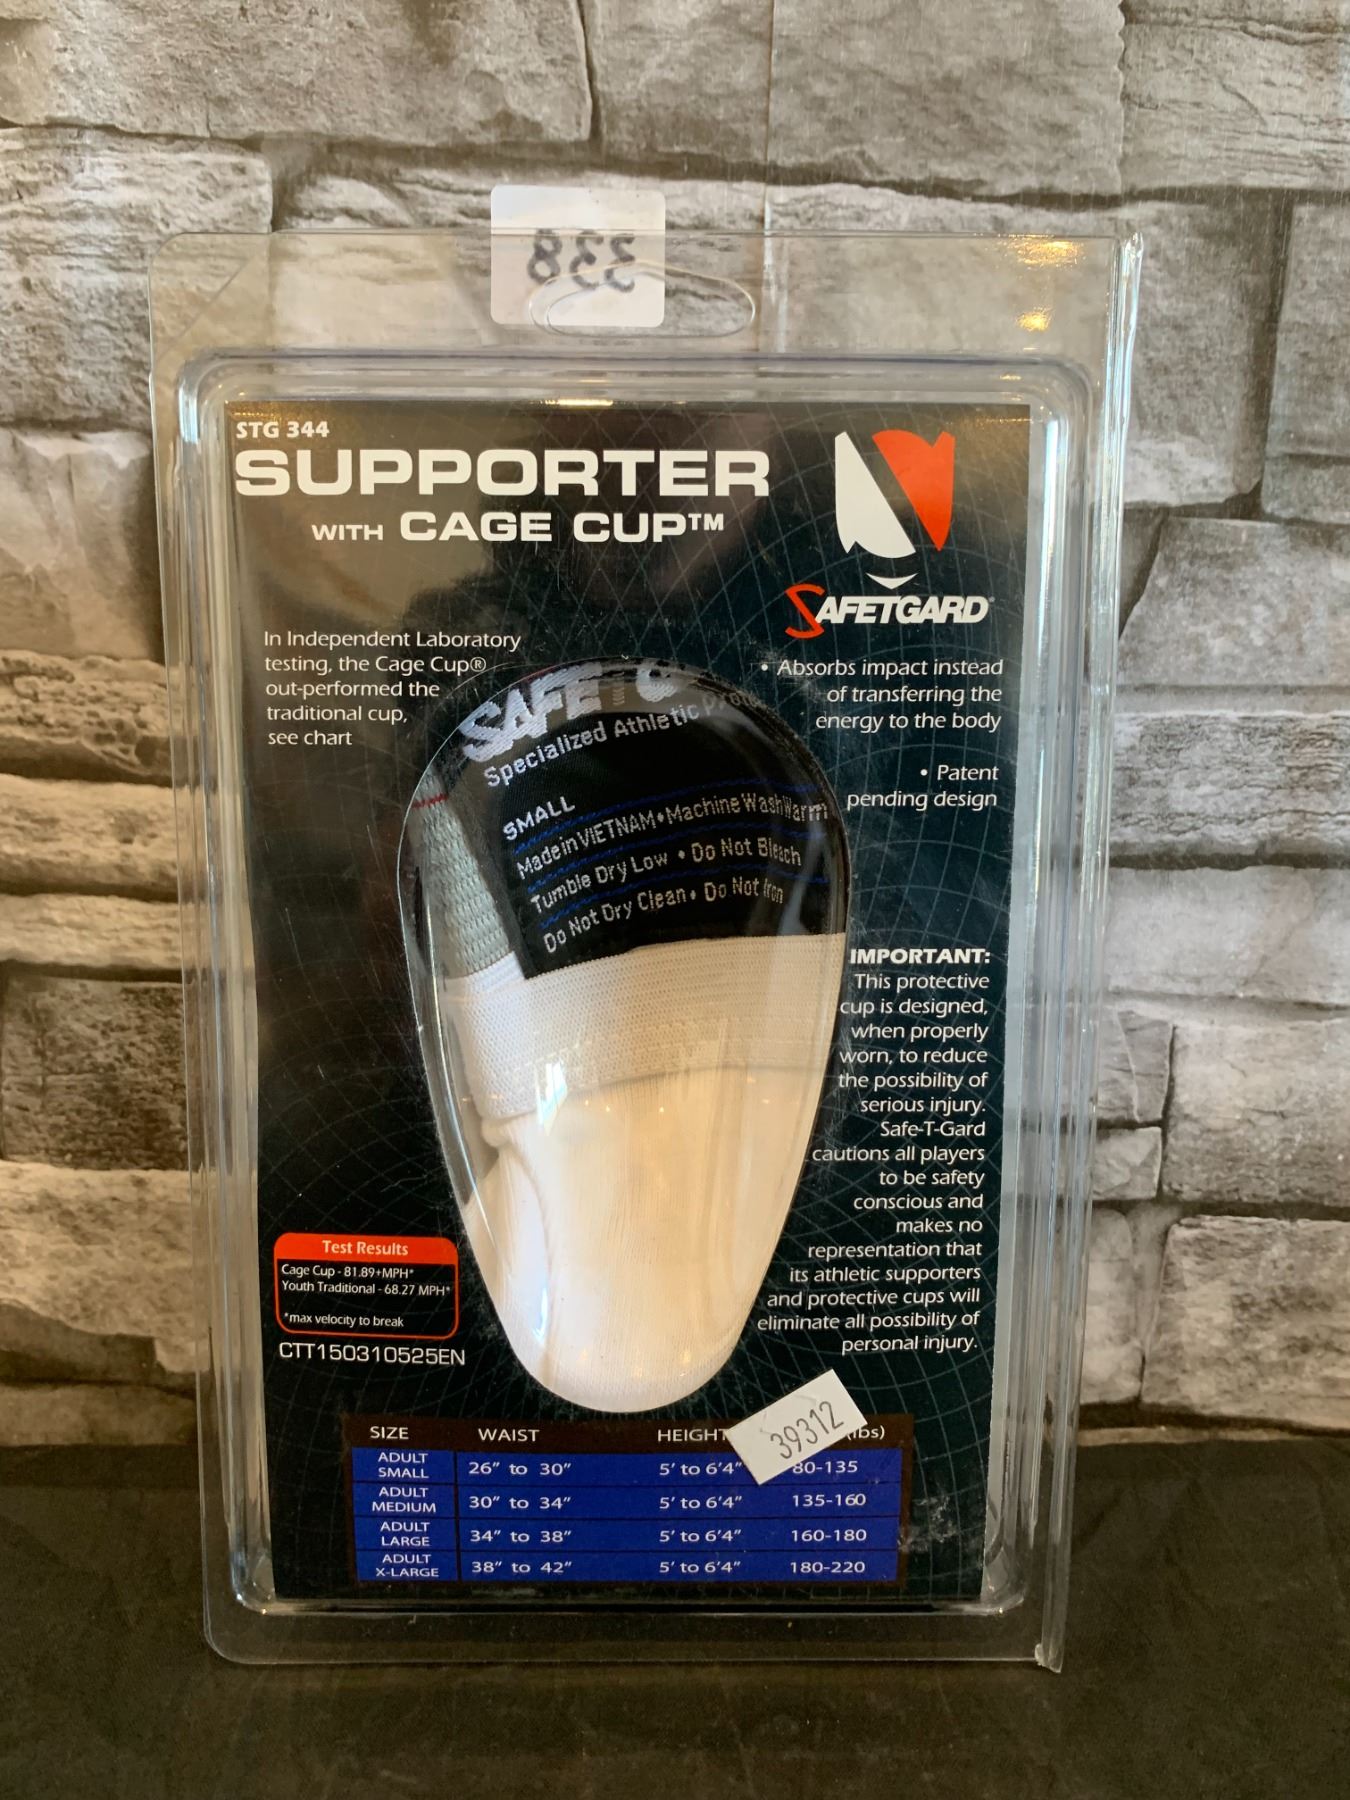 338
STG 344
SUPPORTER
WITH CAGE CUP™
SAFETGARD®
In Independent Laboratory
testing, the Cage Cup®
out-performed the
traditional cup,
see chart
• Absorbs impact instead
of transferring the
energy to the body
• Patent
pending design
SAFE T
Specialized Athletic
SMALL
Made in VIETNAM • Machine Wash Warm
Tumble Dry Low • Do Not Bleach
Do Not Dry Clean • Do Not Iron
IMPORTANT:
This protective
cup is designed,
when properly
worn, to reduce
the possibility of
serious injury.
Safe-T-Gard
cautions all players
to be safety
conscious and
makes no
representation that
its athletic supporters
and protective cups will
eliminate all possibility of
personal injury.
Test Results
Cage Cup - 81.89+MPH*
Youth Traditional - 68.27 MPH*
*max velocity to break
CTT150310525EN
39312
SIZE WAIST HEIGHT (lbs)
ADULT SMALL 26" to 30" 5' to 6'4" 80-135
ADULT MEDIUM 30" to 34" 5' to 6'4" 135-160
ADULT LARGE 34" to 38" 5' to 6'4" 160-180
ADULT X-LARGE 38" to 42" 5' to 6'4" 180-220